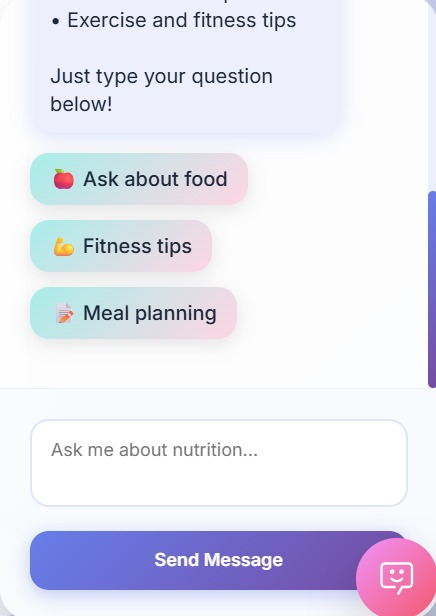 • Exercise and fitness tips
Just type your question
below!
🍎 Ask about food
💪 Fitness tips
📝 Meal planning
Ask me about nutrition...
Send Message